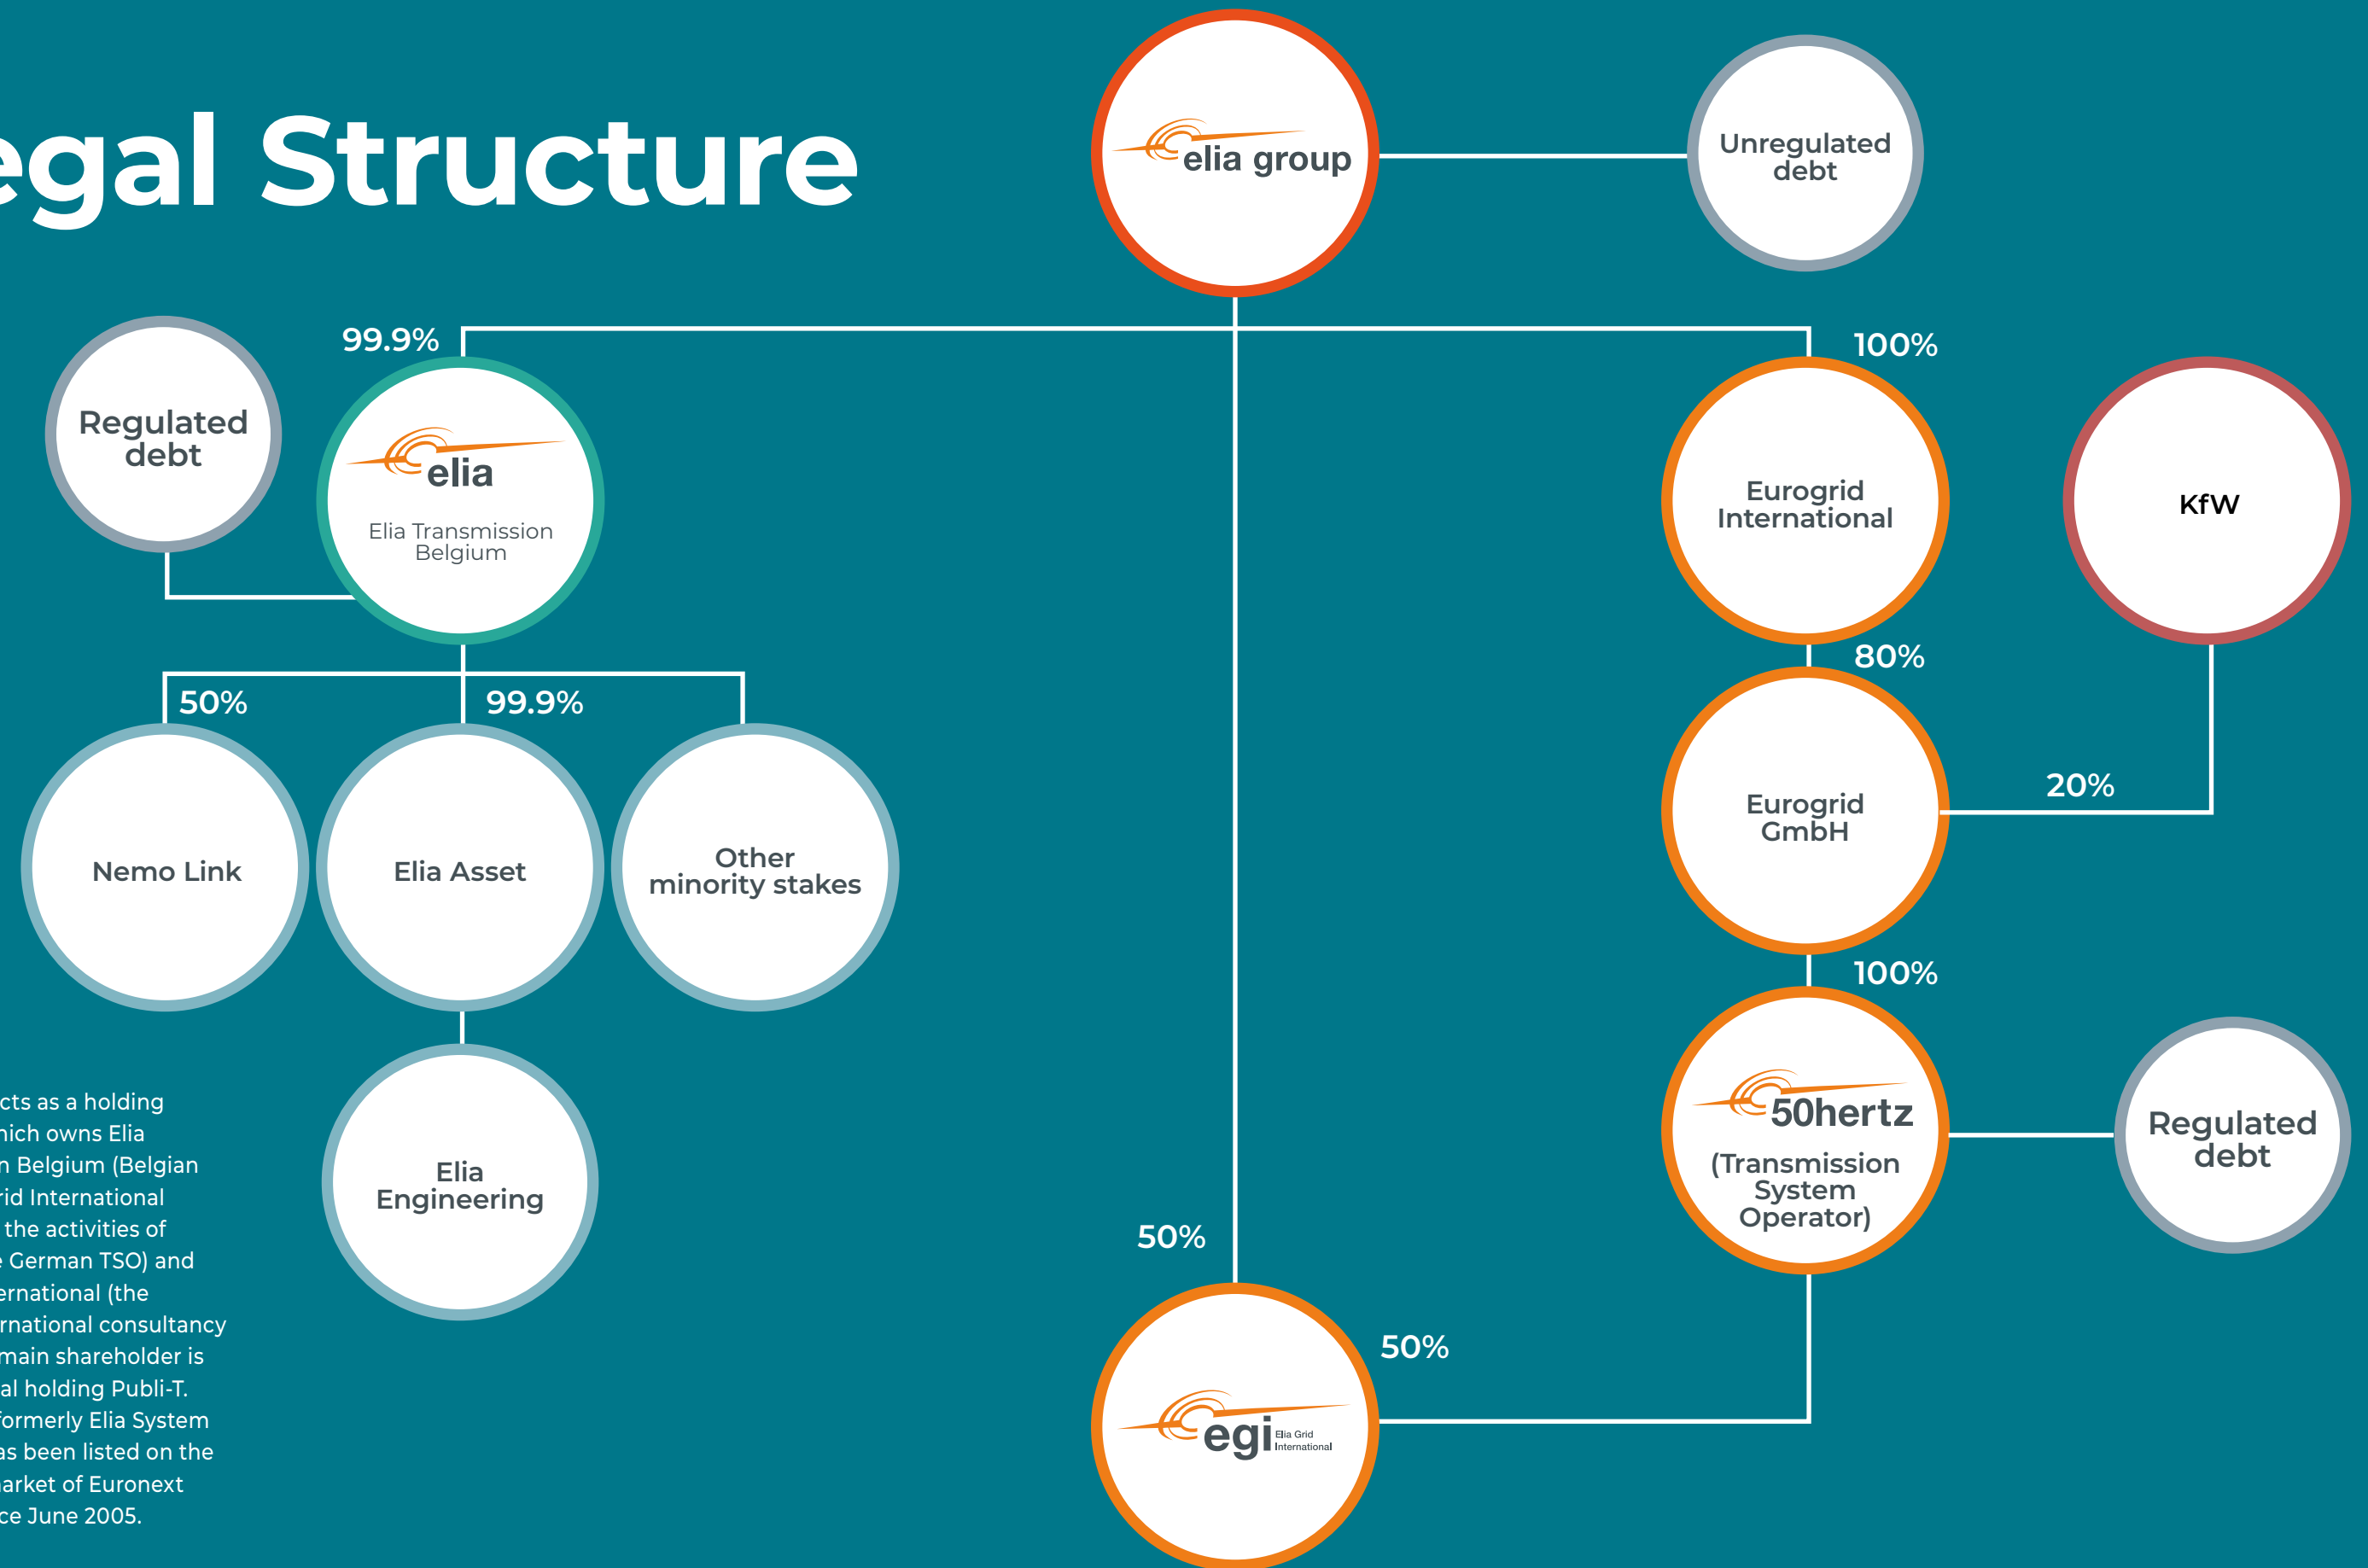 egal Structure
elia group
Unregulated
debt
99.9%
100%
Regulated
debt
elia
Elia Transmission
Belgium
Eurogrid
International
KfW
80%
50%
99.9%
20%
Nemo Link
Elia Asset
Other
minority stakes
Eurogrid
GmbH
100%
Elia
Engineering
50hertz
(Transmission
System
Operator)
Regulated
debt
50%
50%
egi
Elia Grid
International
cts as a holding
hich owns Elia
n Belgium (Belgian
rid International
the activities of
e German TSO) and
ernational (the
rnational consultancy
main shareholder is
al holding Publi-T.
formerly Elia System
as been listed on the
arket of Euronext
ce June 2005.